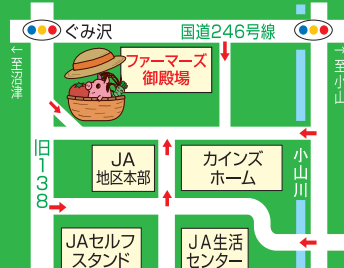 ぐみ沢
国道246号線
←至沼津
←至小山
ファーマーズ
御殿場
旧138
JA
地区本部
カインズ
ホーム
小山川
JAセルフ
スタンド
JA生活
センター